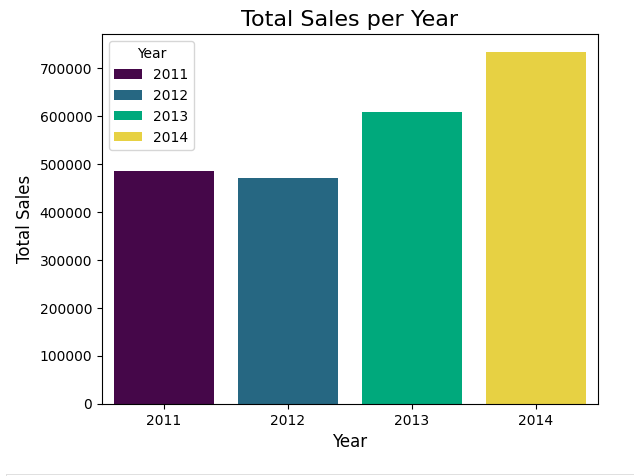 Total Sales per Year
Year
2011
2012
2013
2014
Total Sales
700000
600000
500000
400000
300000
200000
100000
0
2011 2012 2013 2014
Year